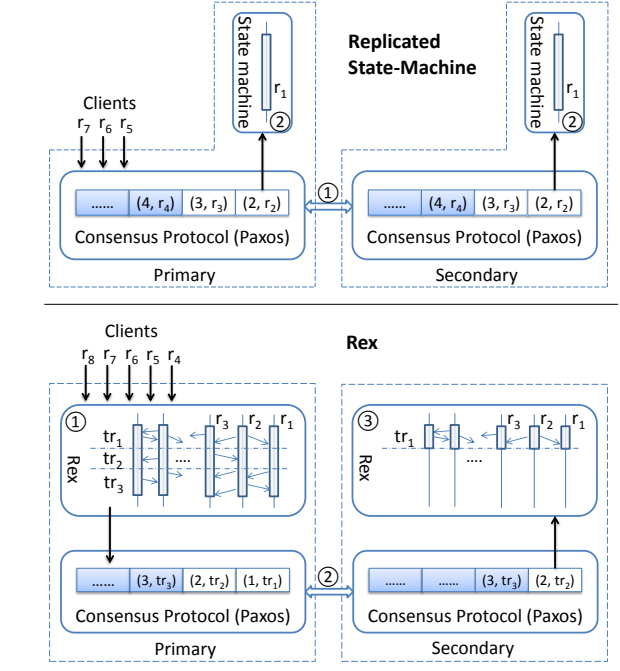 Replicated
State-Machine
State machine
r1
②
State machine
r1
②
Clients
r7 r6 r5
...... (4, r4) (3, r3) (2, r2)
Consensus Protocol (Paxos)
Primary
①
...... (4, r4) (3, r3) (2, r2)
Consensus Protocol (Paxos)
Secondary
Rex
Clients
r8 r7 r6 r5 r4
①
r3 r2 r1
tr1
tr2
....
tr3
Rex
...... (3, tr3) (2, tr2) (1, tr1)
Consensus Protocol (Paxos)
Primary
②
③
r3 r2 r1
tr1
....
Rex
...... ...... (3, tr3) (2, tr2)
Consensus Protocol (Paxos)
Secondary